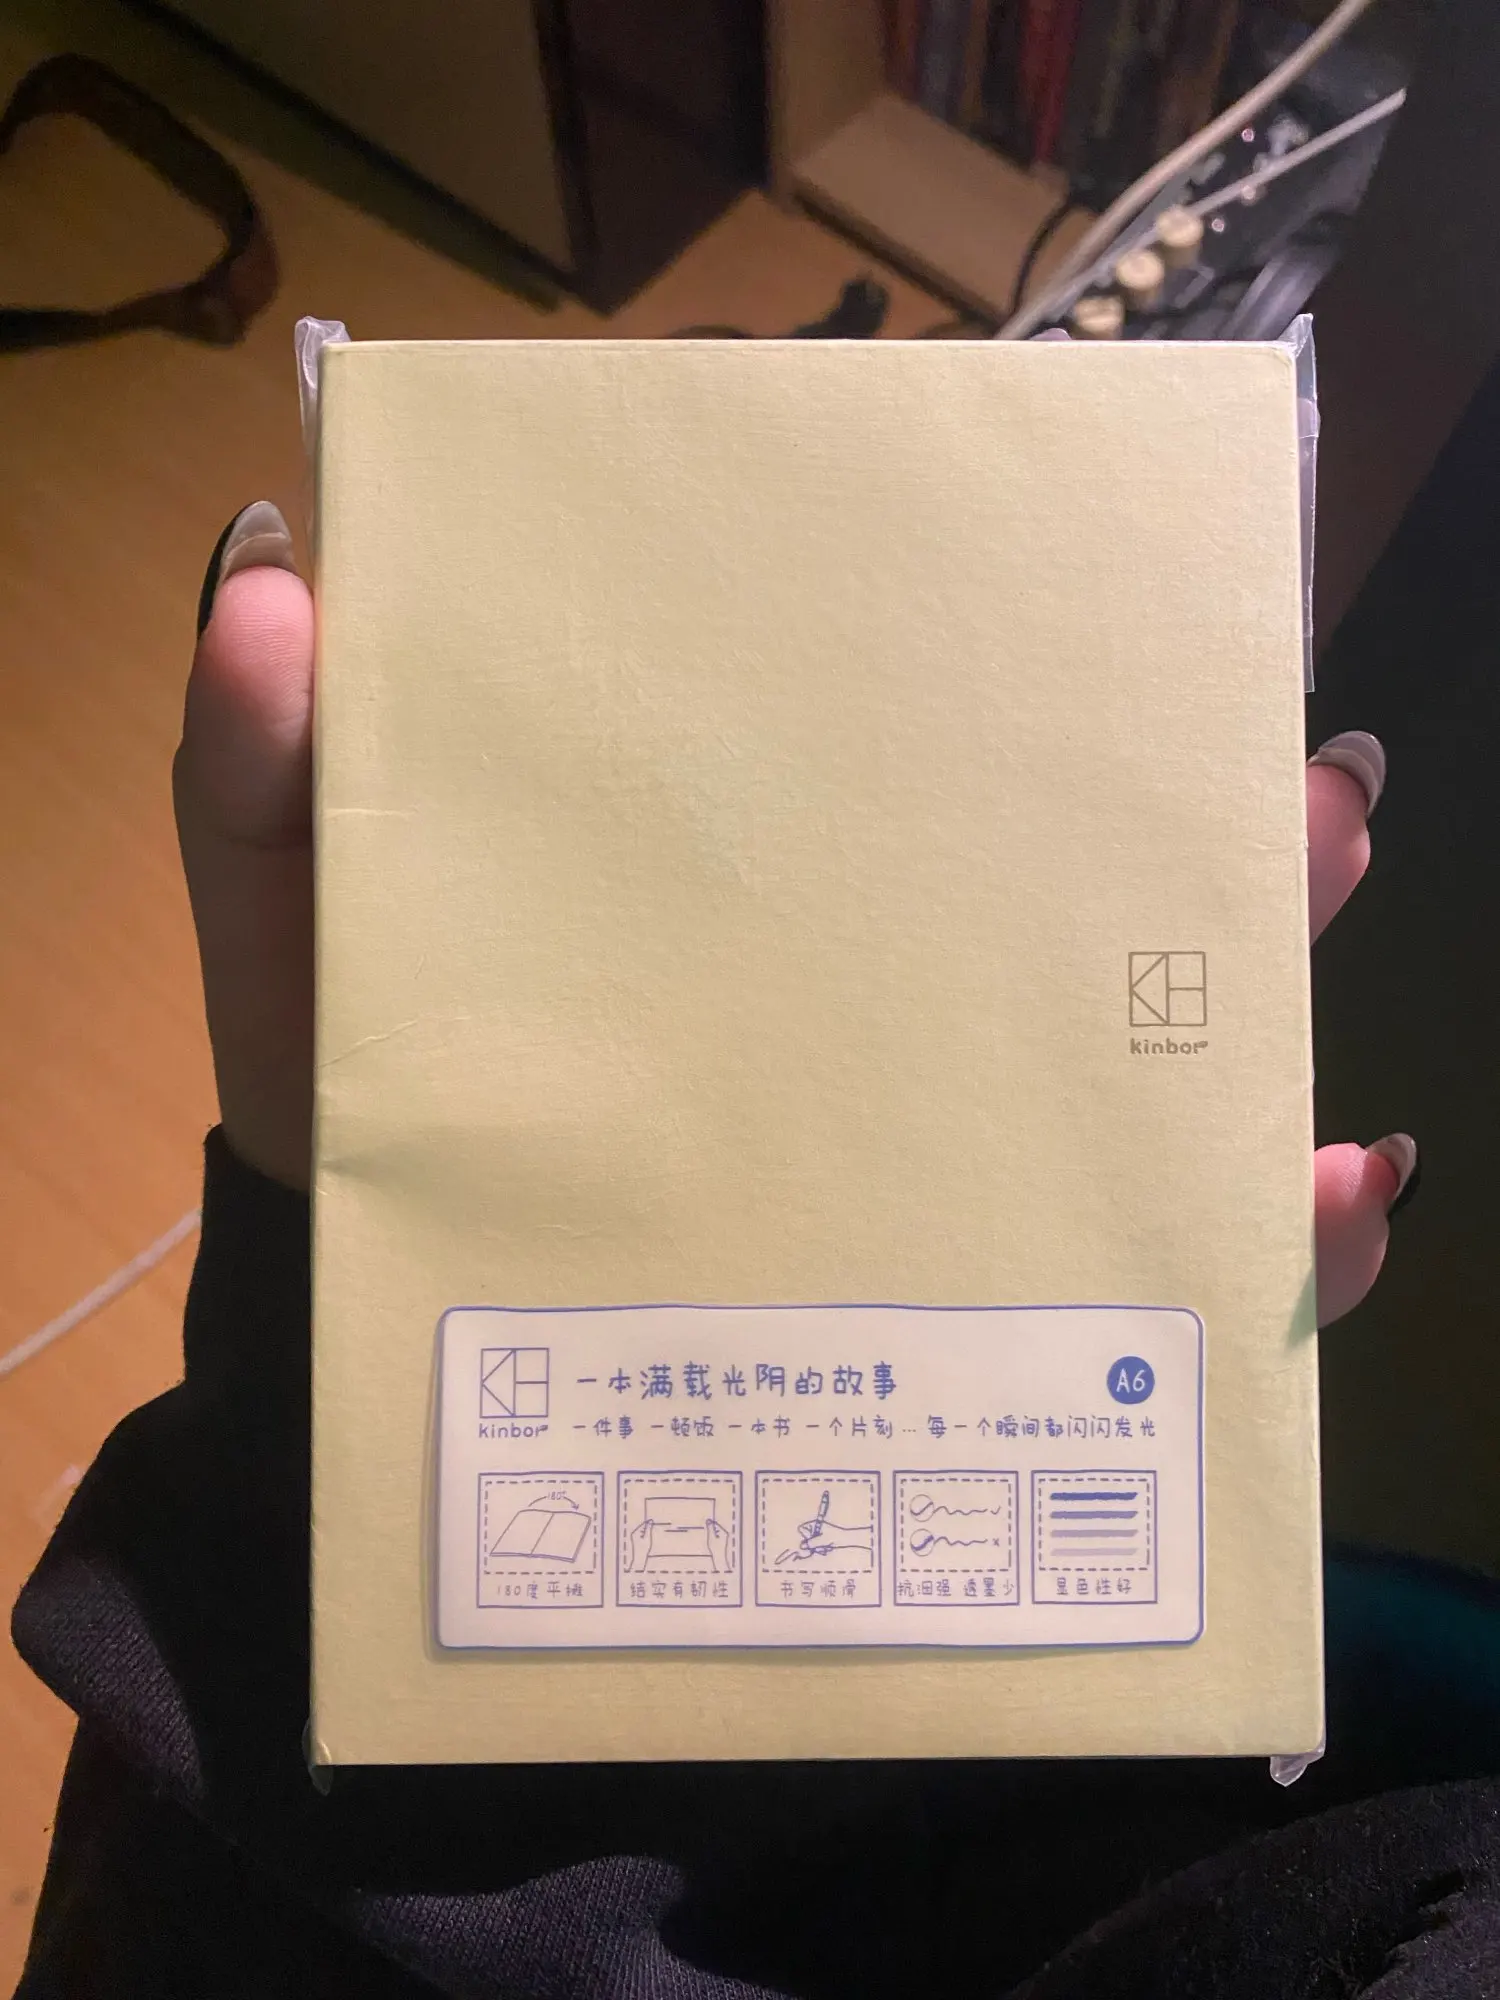 kinbor
kinbor
一本满载光阴的故事
A6
一件事 一顿饭 一本书 一个片刻… 每一个瞬间都闪闪发光
180°
180度平摊
结实有韧性
书写顺滑
抗洇强 透墨少
显色性好